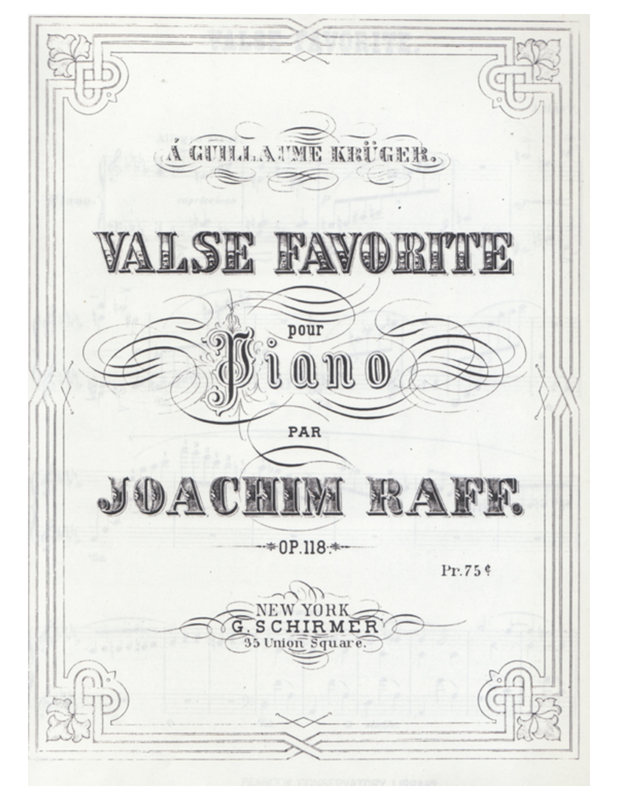 Á GUILLAUME KRÜGER.
VALSE FAVORITE
pour
Piano
PAR
JOACHIM RAFF.
OP. 118.
Pr. 75 ¢
NEW YORK
G. SCHIRMER
35 Union Square.